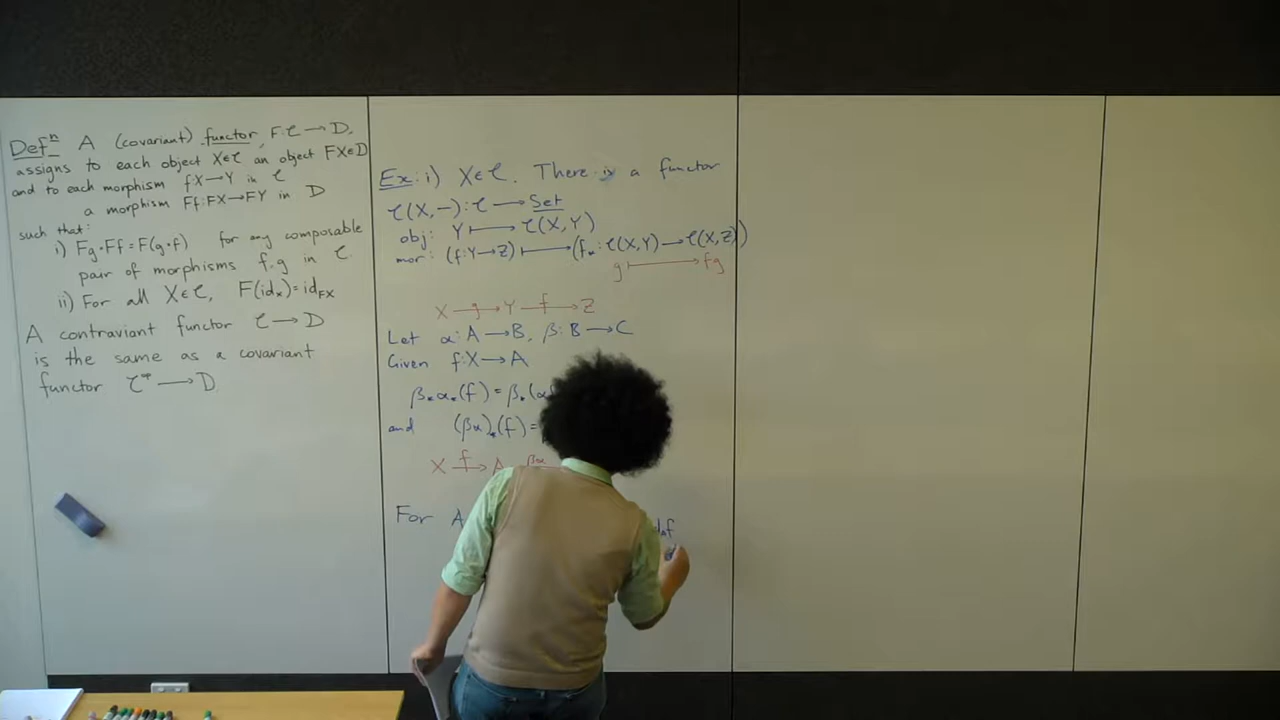 Defⁿ A (covariant) functor, F: C → D,
assigns to each object X∈C an object FX∈D
and to each morphism f: X → Y in C
a morphism Ff: FX → FY in D
such that:
i) Fg∘Ff = F(g∘f) for any composable
pair of morphisms f,g in C.
ii) For all X∈C, F(id_X) = id_FX
A contraviant functor C → D
is the same as a covariant
functor C^op → D
Ex: i) X∈C. There is a functor
C(X,−): C → Set
obj: Y ↦ C(X,Y)
mor: (f: Y→Z) ↦ (f_*: C(X,Y) → C(X,Z))
g ↦ fg
X –g→ Y –f→ Z
Let α: A → B, β: B → C
Given f: X → A
β_*α_*(f) = β_*(α
and (βα)_*(f) =
X –f→ A βα
For A
d_A f